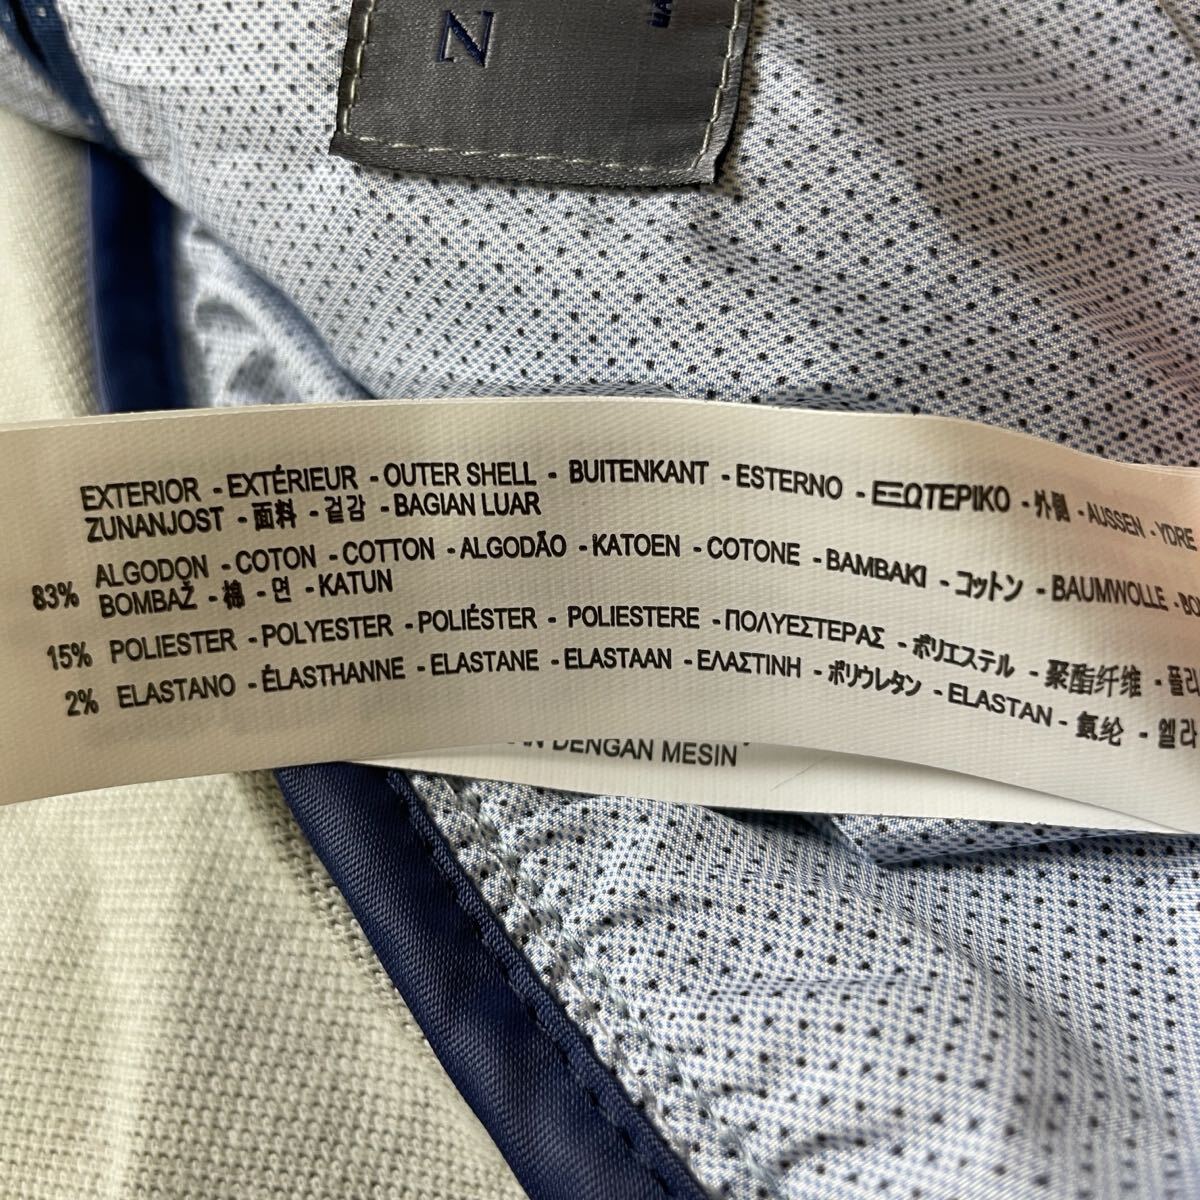 Z
EXTERIOR - EXTÉRIEUR - OUTER SHELL - BUITENKANT - ESTERNO - ΕΞΩΤΕΡΙΚΟ - 外側 - AUSSEN - YDRE
ZUNANJOST - 面料 - 겉감 - BAGIAN LUAR
83% ALGODON - COTON - COTTON - ALGODÃO - KATOEN - COTONE - BAMBAKI - コットン - BAUMWOLLE -
BOMBAŽ - 棉 - 면 - KATUN
15% POLIESTER - POLYESTER - POLIÉSTER - POLIESTERE - ΠΟΛΥΕΣΤΕΡΑΣ - ポリエステル - 聚酯纤维 -
2% ELASTANO - ÉLASTHANNE - ELASTANE - ELASTAAN - ΕΛΑΣΤΙΝΗ - ポリウレタン - ELASTAN - 氨纶 -
DENGAN MESIN